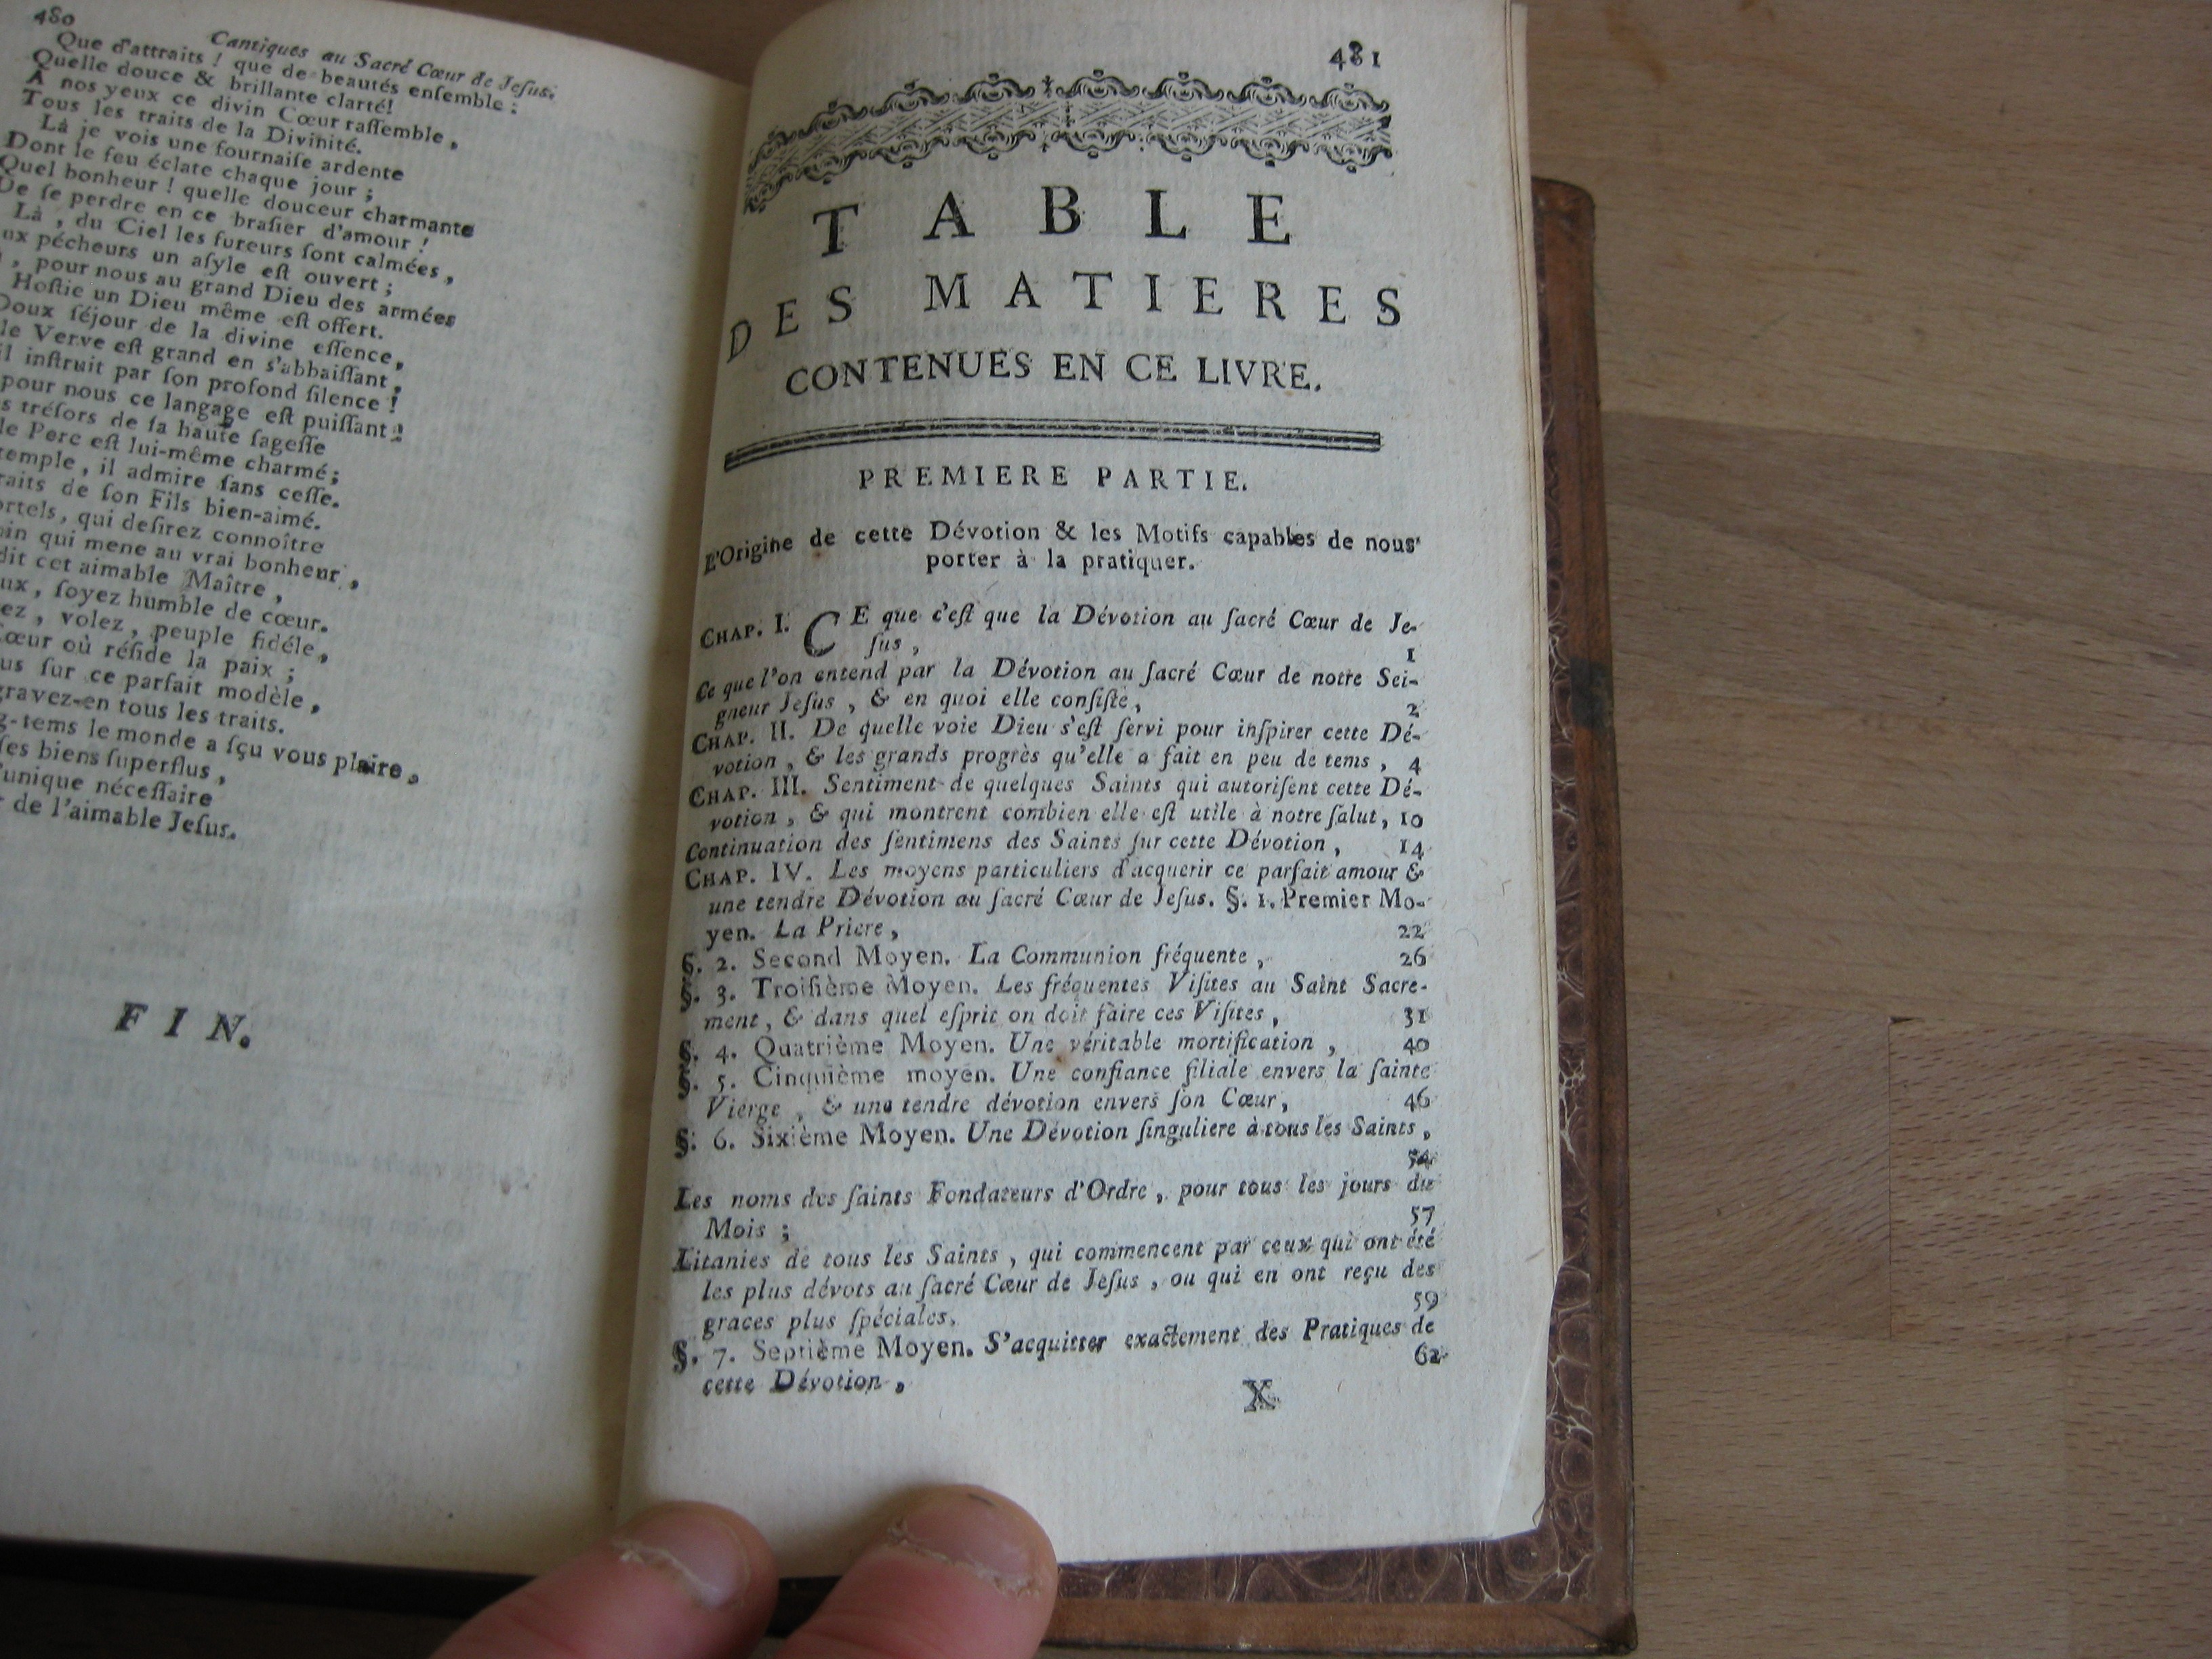 480
Cantiques au Sacré Cœur de Jeſus.
Que d'attraits ! que de beautés enſemble :
Quelle douce & brillante clarté!
A nos yeux ce divin Cœur raſſemble ,
Tous les traits de la Divinité.
Là je vois une fournaiſe ardente
Dont le feu éclate chaque jour ;
Quel bonheur ! quelle douceur charmante
De ſe perdre en ce braſier d'amour !
Là , du Ciel les fureurs ſont calmées ,
ux pécheurs un aſyle eſt ouvert ;
, pour nous au grand Dieu des armées
Hoſtie un Dieu même eſt offert.
Doux ſéjour de la divine eſſence,
le Verve eſt grand en s'abbaiſſant ,
il inſtruit par ſon profond ſilence !
pour nous ce langage eſt puiſſant !
s tréſors de ſa haute ſageſſe
le Pere eſt lui-même charmé ;
temple , il admire ſans ceſſe.
raits de ſon Fils bien-aimé.
ortels, qui deſirez connoître
in qui mene au vrai bonheur ,
dit cet aimable Maître ,
ux , ſoyez humble de cœur.
ez , volez , peuple fidéle ,
Cœur où réſide la paix ;
us ſur ce parfait modèle ,
gravez-en tous les traits.
g-tems le monde a ſçu vous plaire ,
ſes biens ſuperflus ,
'unique néceſſaire
de l'aimable Jeſus.
FIN.
481
TABLE
DES MATIERES
CONTENUES EN CE LIVRE.
PREMIERE PARTIE.
L'Origine de cette Dévotion & les Motifs capables de nous
porter à la pratiquer.
CHAP. I. CE que c'eſt que la Dévotion au ſacré Cœur de Je-
ſus , 1
Ce que l'on entend par la Dévotion au ſacré Cœur de notre Sei-
gneur Jeſus , & en quoi elle conſiſte , 2
CHAP. II. De quelle voie Dieu s'eſt ſervi pour inſpirer cette Dé-
votion , & les grands progrès qu'elle a fait en peu de tems , 4
CHAP. III. Sentiment de quelques Saints qui autoriſent cette Dé-
votion , & qui montrent combien elle eſt utile à notre ſalut , 10
Continuation des ſentimens des Saints ſur cette Dévotion , 14
CHAP. IV. Les moyens particuliers d'acquerir ce parfait amour &
une tendre Dévotion au ſacré Cœur de Jeſus. §. 1. Premier Mo-
yen. La Priere , 22
§. 2. Second Moyen. La Communion fréquente , 26
§. 3. Troiſième Moyen. Les fréquentes Viſites au Saint Sacre-
ment , & dans quel eſprit on doit faire ces Viſites , 31
§. 4. Quatrième Moyen. Une véritable mortification , 40
§. 5. Cinquième moyen. Une confiance filiale envers la ſainte
Vierge , & une tendre dévotion envers ſon Cœur , 46
§. 6. Sixième Moyen. Une Dévotion ſinguliere à tous les Saints ,
54
Les noms des ſaints Fondateurs d'Ordre , pour tous les jours du
Mois ; 57
Litanies de tous les Saints , qui commencent par ceux qui ont été
les plus dévots au ſacré Cœur de Jeſus , ou qui en ont reçu des
graces plus ſpéciales. 59
§. 7. Septième Moyen. S'acquitter exactement des Pratiques de
cette Dévotion , 62
X